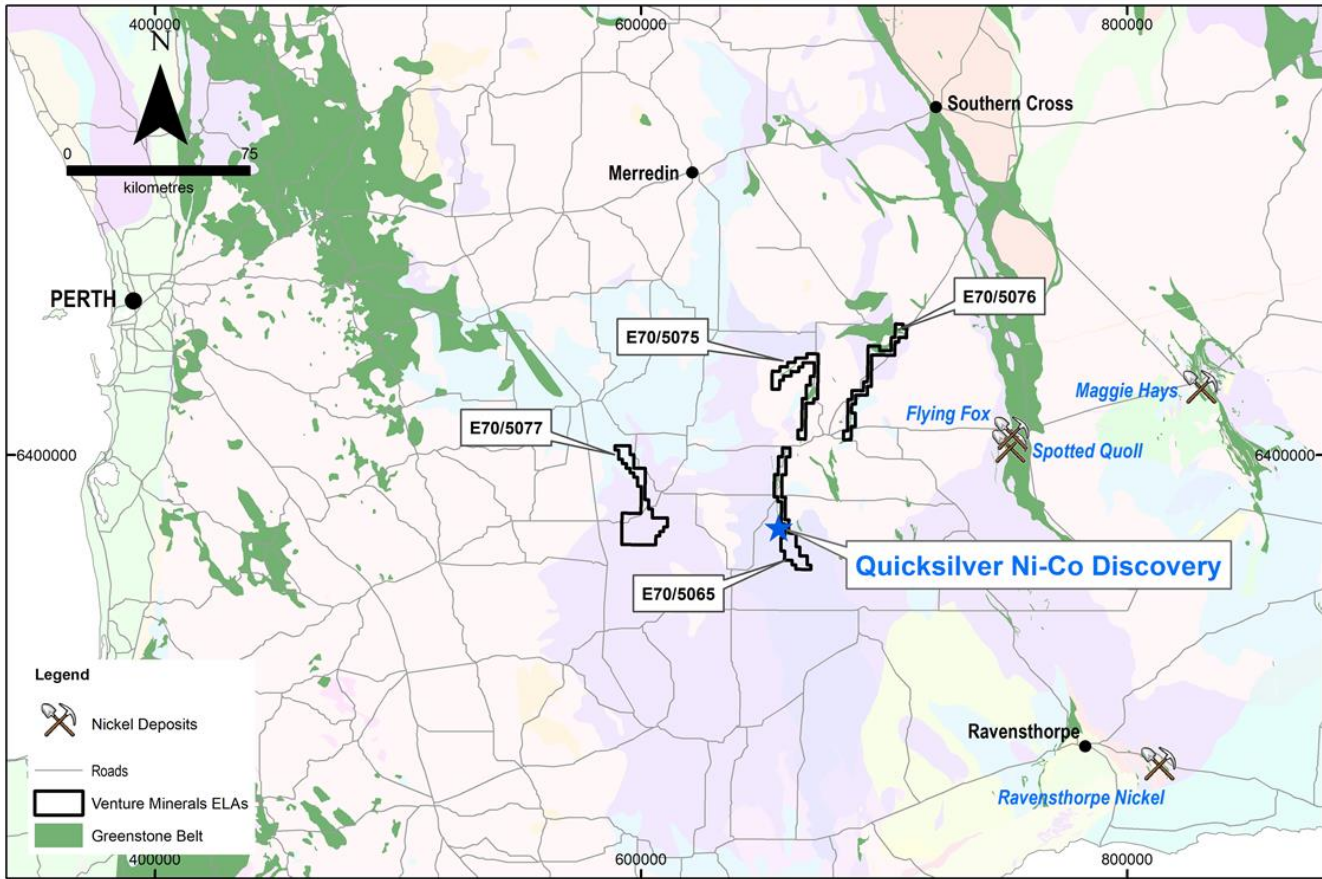 400000
600000
800000
N
0
75
kilometres
Southern Cross
Merredin
PERTH
E70/5076
E70/5075
Maggie Hays
Flying Fox
E70/5077
Spotted Quoll
6400000
6400000
Quicksilver Ni-Co Discovery
E70/5065
Legend
Nickel Deposits
Roads
Venture Minerals ELAs
Greenstone Belt
Ravensthorpe
Ravensthorpe Nickel
400000
600000
800000